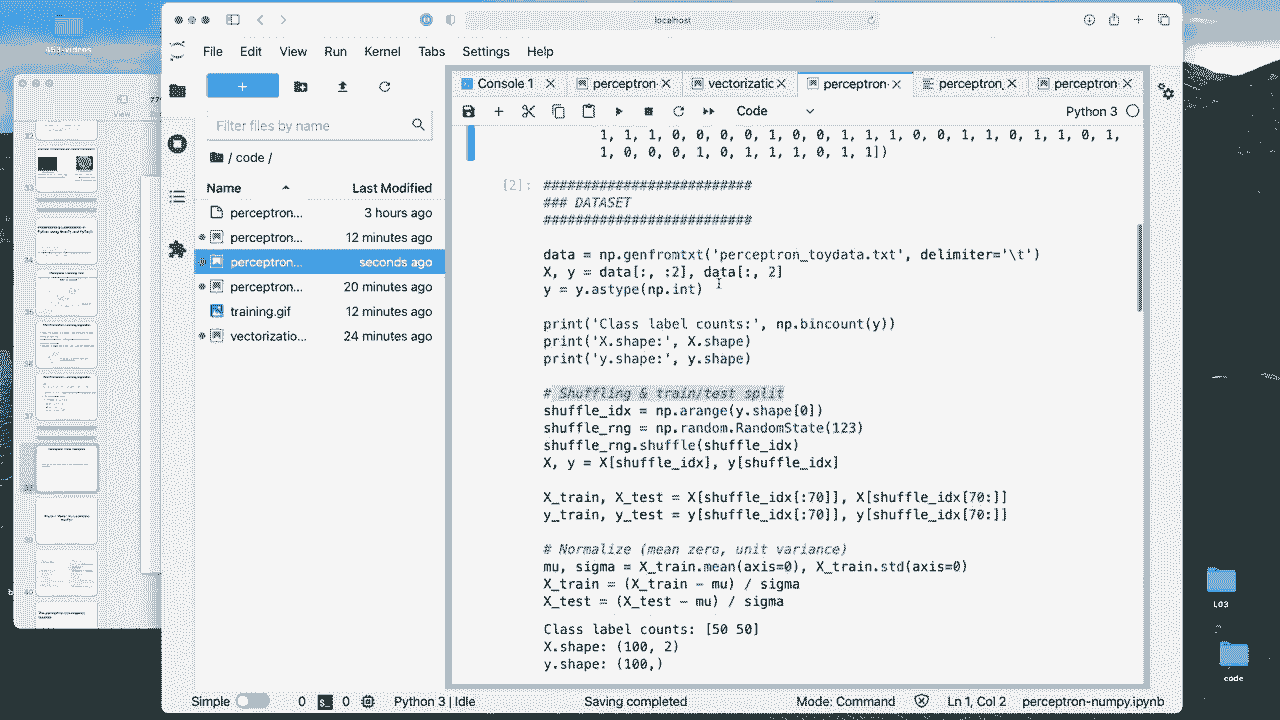 453-videos
localhost
File Edit View Run Kernel Tabs Settings Help
Console 1
perceptron-
vectorizatic
perceptron-
perceptron_
perceptron
Filter files by name
Code
Python 3
/ code /
Name Last Modified
perceptron... 3 hours ago
perceptron... 12 minutes ago
perceptron... seconds ago
perceptron... 20 minutes ago
training.gif 12 minutes ago
vectorizatio... 24 minutes ago
1, 1, 1, 0, 0, 0, 0, 1, 0, 0, 1, 1, 1, 0, 0, 1, 1, 0, 1, 1, 0, 1,
1, 0, 0, 0, 1, 0, 1, 1, 1, 0, 1, 1])
[2]:
##########################
### DATASET
##########################
data = np.genfromtxt('perceptron_toydata.txt', delimiter='\t')
X, y = data[:, :2], data[:, 2]
y = y.astype(np.int)
print('Class label counts:', np.bincount(y))
print('X.shape:', X.shape)
print('y.shape:', y.shape)
# Shuffling & train/test split
shuffle_idx = np.arange(y.shape[0])
shuffle_rng = np.random.RandomState(123)
shuffle_rng.shuffle(shuffle_idx)
X, y = X[shuffle_idx], y[shuffle_idx]
X_train, X_test = X[shuffle_idx[:70]], X[shuffle_idx[70:]]
y_train, y_test = y[shuffle_idx[:70]], y[shuffle_idx[70:]]
# Normalize (mean zero, unit variance)
mu, sigma = X_train.mean(axis=0), X_train.std(axis=0)
X_train = (X_train - mu) / sigma
X_test = (X_test - mu) / sigma
Class label counts: [50 50]
X.shape: (100, 2)
y.shape: (100,)
L03
code
Simple 0 0 Python 3 | Idle Saving completed Mode: Command Ln 1, Col 2 perceptron-numpy.ipynb